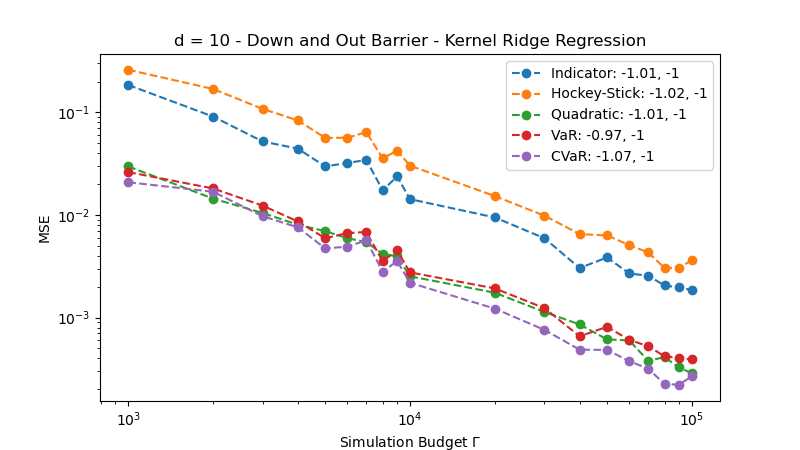 d = 10 - Down and Out Barrier - Kernel Ridge Regression
Indicator: -1.01, -1
Hockey-Stick: -1.02, -1
Quadratic: -1.01, -1
VaR: -0.97, -1
CVaR: -1.07, -1
MSE
10⁻¹
10⁻²
10⁻³
10³
10⁴
10⁵
Simulation Budget Γ